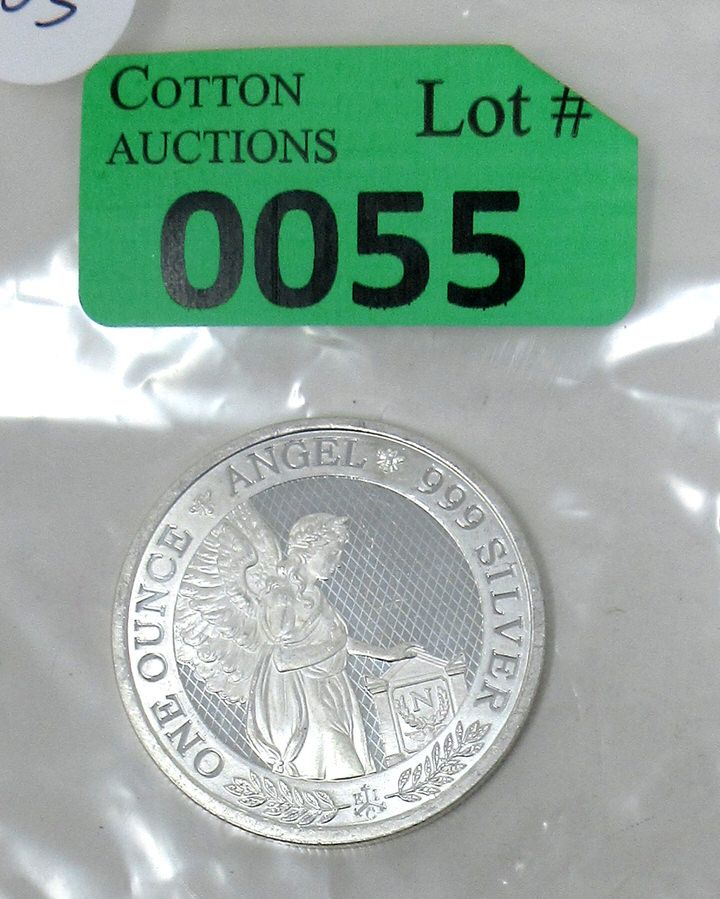 COTTON
AUCTIONS
Lot #
0055
ONE OUNCE ANGEL 999 SILVER
N
E I C